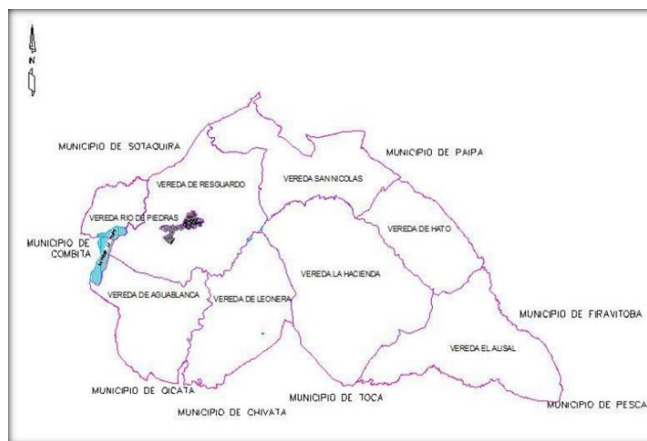 N
MUNICIPIO DE SOTAQUIRA
MUNICIPIO DE PAIPA
VEREDA DE RESGUARDO
VEREDA SAN NICOLAS
VEREDA RIO DE PIEDRAS
VEREDA DE HATO
MUNICIPIO DE
COMBITA
VEREDA LA HACIENDA
VEREDA DE AGUABLANCA
VEREDA DE LEONERA
MUNICIPIO DE FIRAVITOBA
VEREDA EL ALISAL
MUNICIPIO DE OICATA
MUNICIPIO DE TOCA
MUNICIPIO DE PESCA
MUNICIPIO DE CHIVATA